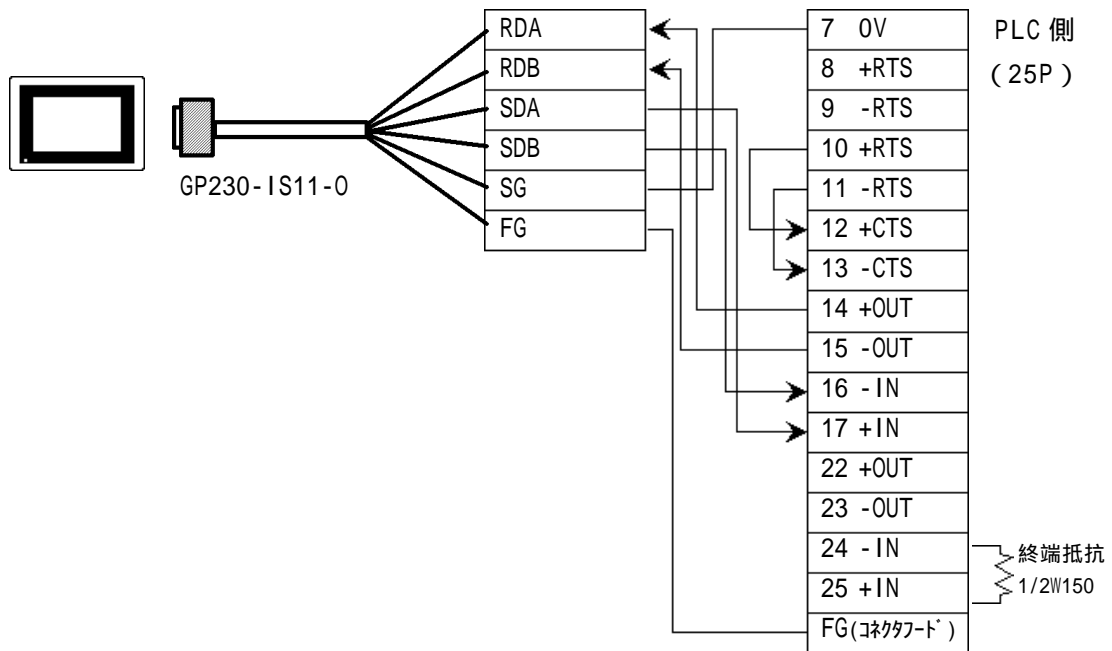 GP230-IS11-O
RDA
RDB
SDA
SDB
SG
FG
7 0V
8 +RTS
9 -RTS
10 +RTS
11 -RTS
12 +CTS
13 -CTS
14 +OUT
15 -OUT
16 -IN
17 +IN
22 +OUT
23 -OUT
24 -IN
25 +IN
FG(ｺﾈｸﾀﾌｰﾄﾞ)
PLC 側
(25P)
終端抵抗
1/2W150